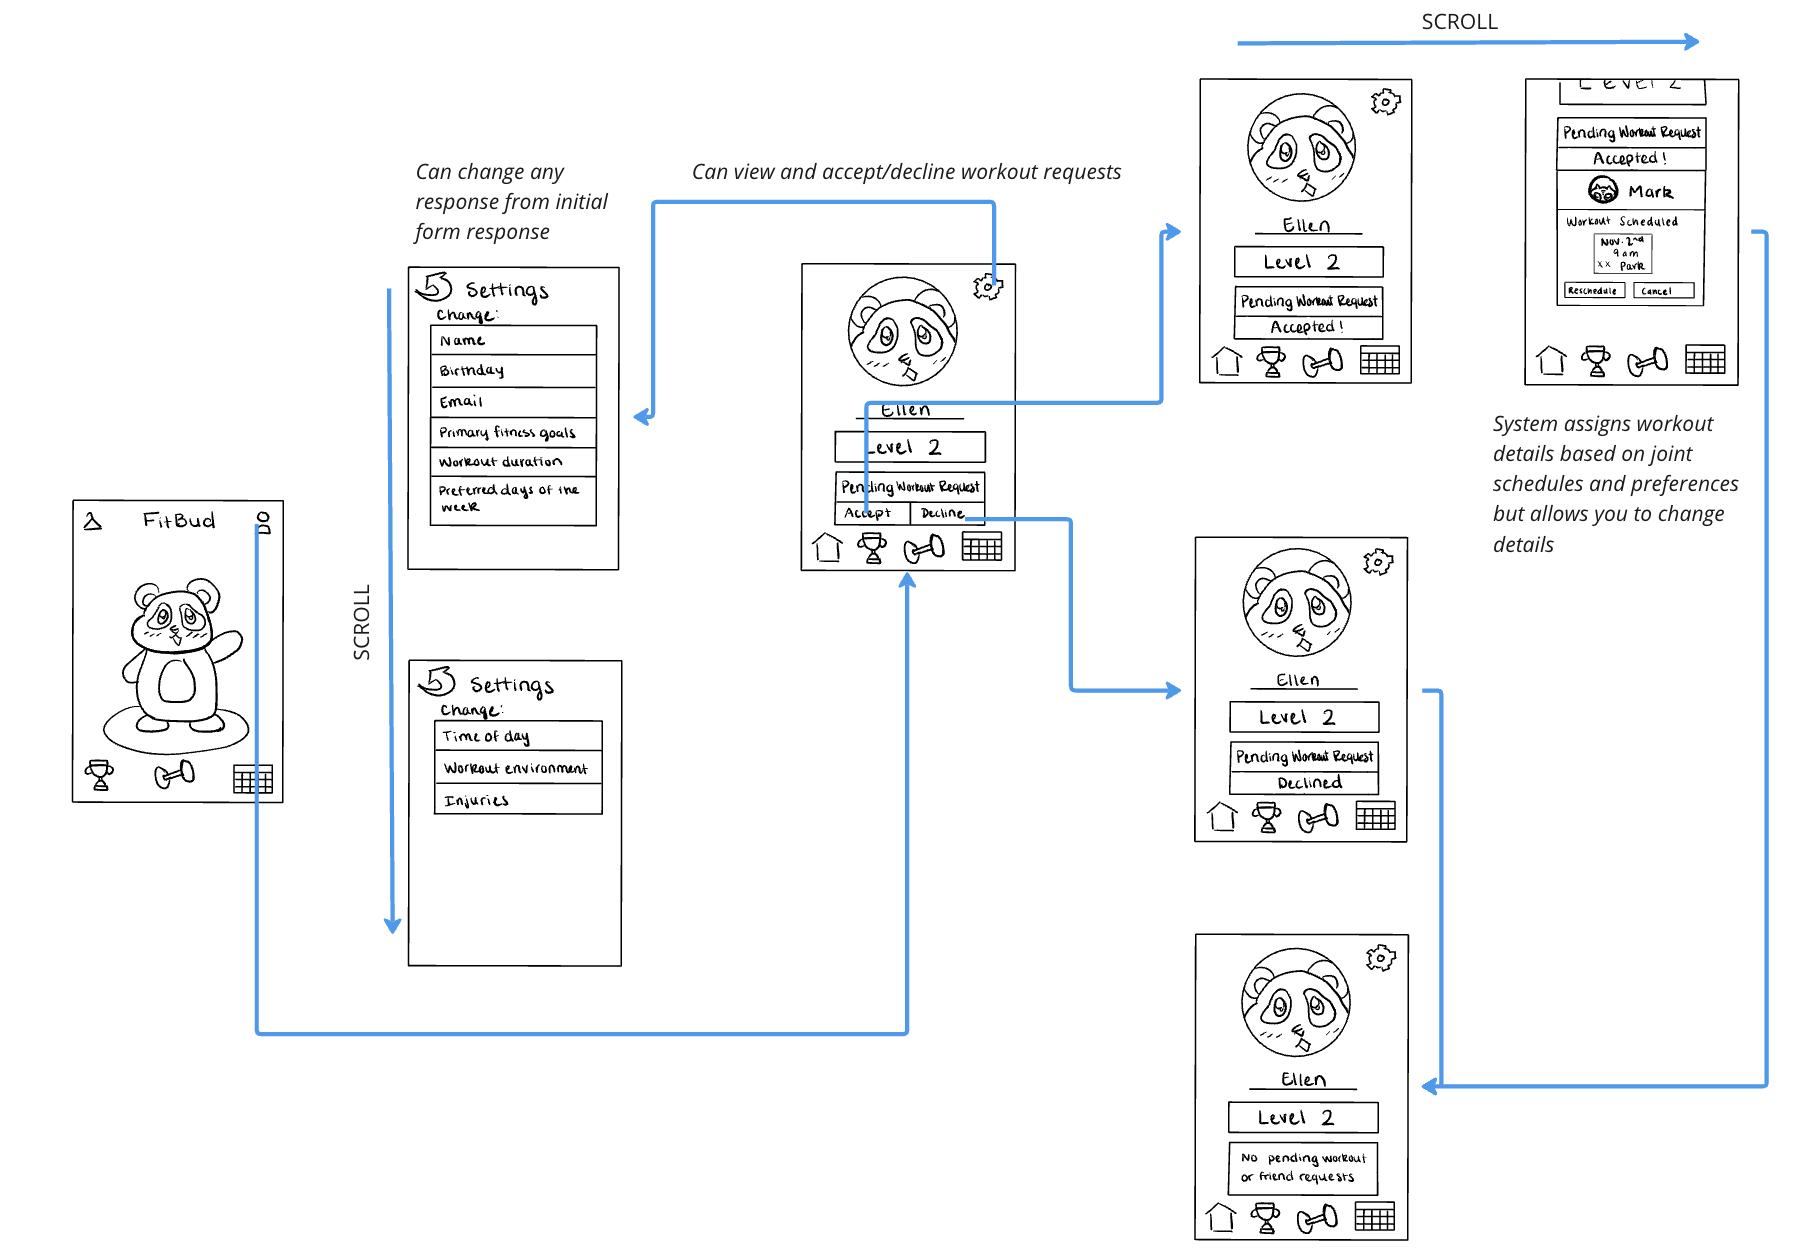 SCROLL
Can change any
response from initial
form response
Can view and accept/decline workout requests
FitBud
SCROLL
Settings
Change:
Name
Birthday
Email
Primary fitness goals
Workout duration
Preferred days of the
week
Settings
Change:
Time of day
Workout environment
Injuries
Ellen
Level 2
Pending Workout Request
Accept Decline
Ellen
Level 2
Pending Workout Request
Accepted!
Level 2
Pending Workout Request
Accepted!
Mark
Workout Scheduled
Nov. 2nd
9am
xx Park
Reschedule Cancel
System assigns workout
details based on joint
schedules and preferences
but allows you to change
details
Ellen
Level 2
Pending Workout Request
Declined
Ellen
Level 2
No pending workout
or friend requests